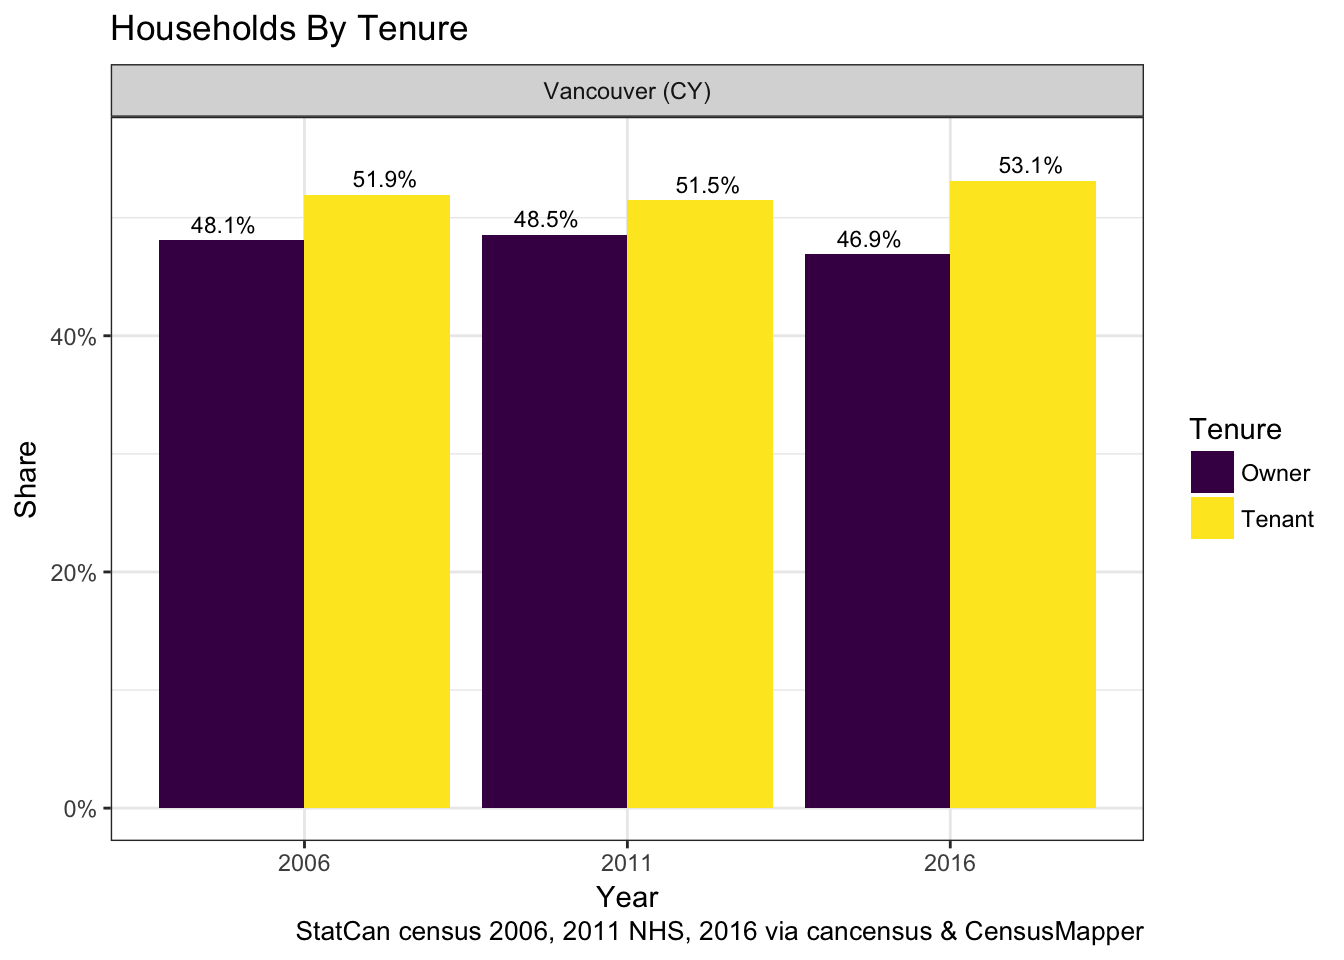 Households By Tenure
Vancouver (CY)
53.1%
51.9%
51.5%
48.5%
48.1%
46.9%
40%
20%
0%
Share
Tenure
Owner
Tenant
2006
2011
2016
Year
StatCan census 2006, 2011 NHS, 2016 via cancensus & CensusMapper